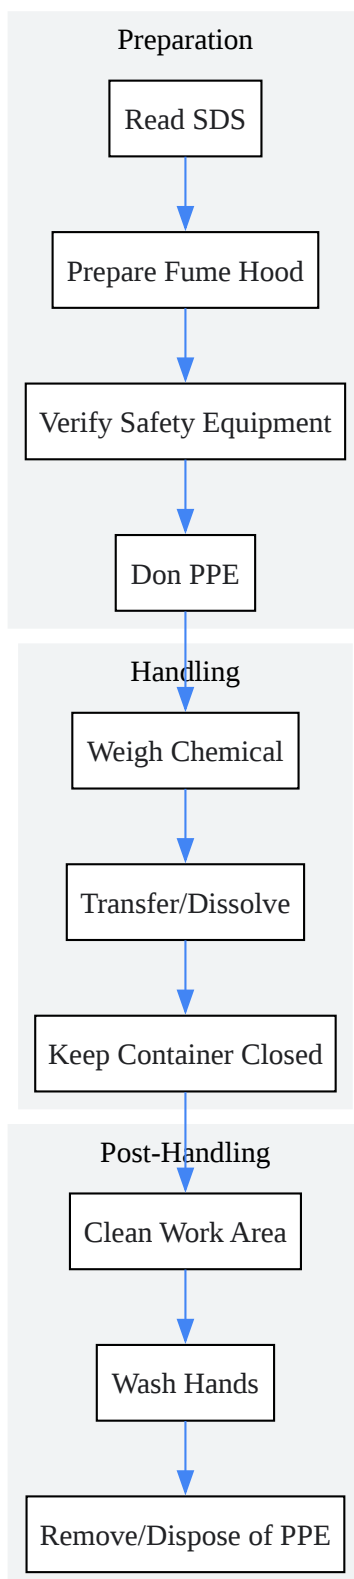 Preparation
Read SDS
Prepare Fume Hood
Verify Safety Equipment
Don PPE
Handling
Weigh Chemical
Transfer/Dissolve
Keep Container Closed
Post-Handling
Clean Work Area
Wash Hands
Remove/Dispose of PPE